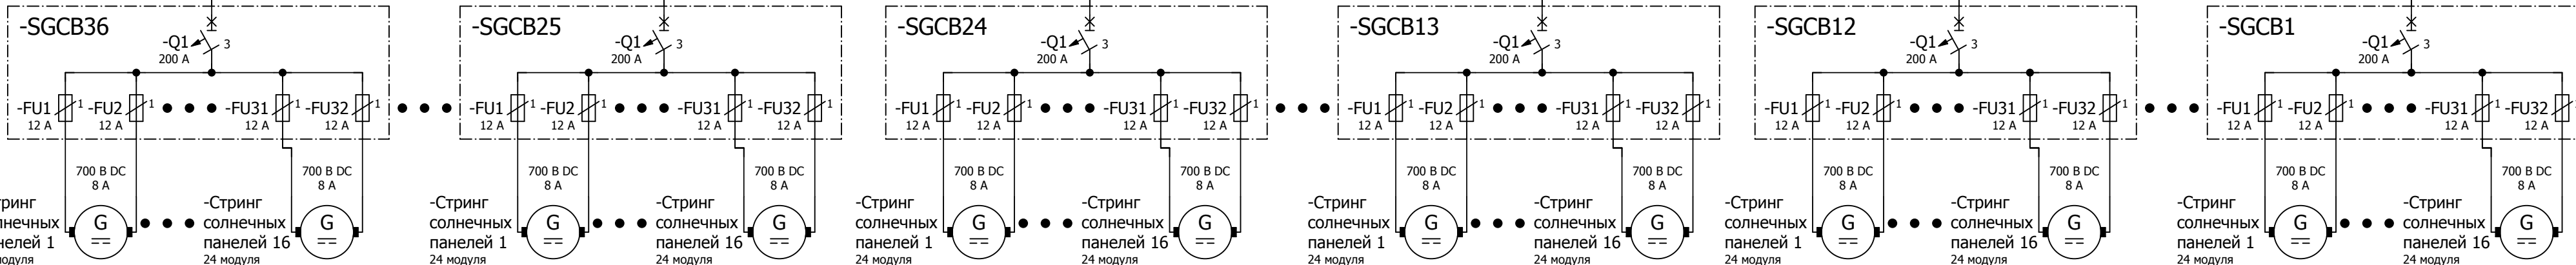 -SGCB36
-Q1
3
200 A
-FU1
1
12 A
-FU2
1
12 A
-FU31
1
12 A
-FU32
1
12 A
700 В DC
8 А
700 В DC
8 А
G
-Стринг
солнечных
панелей 16
24 модуля
G
-SGCB25
-Q1
3
200 A
-FU1
1
12 A
-FU2
1
12 A
-FU31
1
12 A
-FU32
1
12 A
700 В DC
8 А
700 В DC
8 А
-Стринг
солнечных
панелей 1
24 модуля
G
-Стринг
солнечных
панелей 16
24 модуля
G
-SGCB24
-Q1
3
200 A
-FU1
1
12 A
-FU2
1
12 A
-FU31
1
12 A
-FU32
1
12 A
700 В DC
8 А
700 В DC
8 А
-Стринг
солнечных
панелей 1
24 модуля
G
-Стринг
солнечных
панелей 16
24 модуля
G
-SGCB13
-Q1
3
200 A
-FU1
1
12 A
-FU2
1
12 A
-FU31
1
12 A
-FU32
1
12 A
700 В DC
8 А
700 В DC
8 А
-Стринг
солнечных
панелей 1
24 модуля
G
-Стринг
солнечных
панелей 16
24 модуля
G
-SGCB12
-Q1
3
200 A
-FU1
1
12 A
-FU2
1
12 A
-FU31
1
12 A
-FU32
1
12 A
700 В DC
8 А
700 В DC
8 А
-Стринг
солнечных
панелей 1
24 модуля
G
-Стринг
солнечных
панелей 16
24 модуля
G
-SGCB1
-Q1
3
200 A
-FU1
1
12 A
-FU2
1
12 A
-FU31
1
12 A
-FU32
12 A
700 В DC
8 А
700 В DC
8 А
-Стринг
солнечных
панелей 1
24 модуля
G
-Стринг
солнечных
панелей 16
24 модуля
G